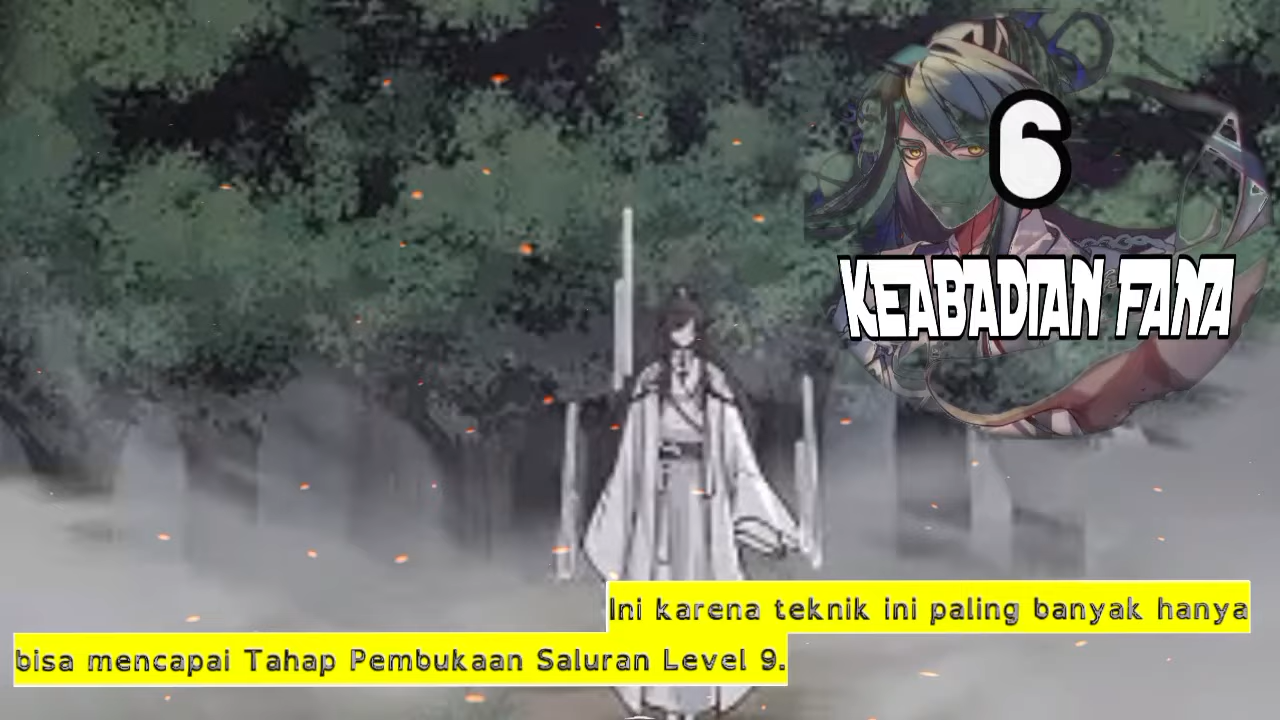 6
KEABADIAN FANA
Ini karena teknik ini paling banyak hanya
bisa mencapai Tahap Pembukaan Saluran Level 9.